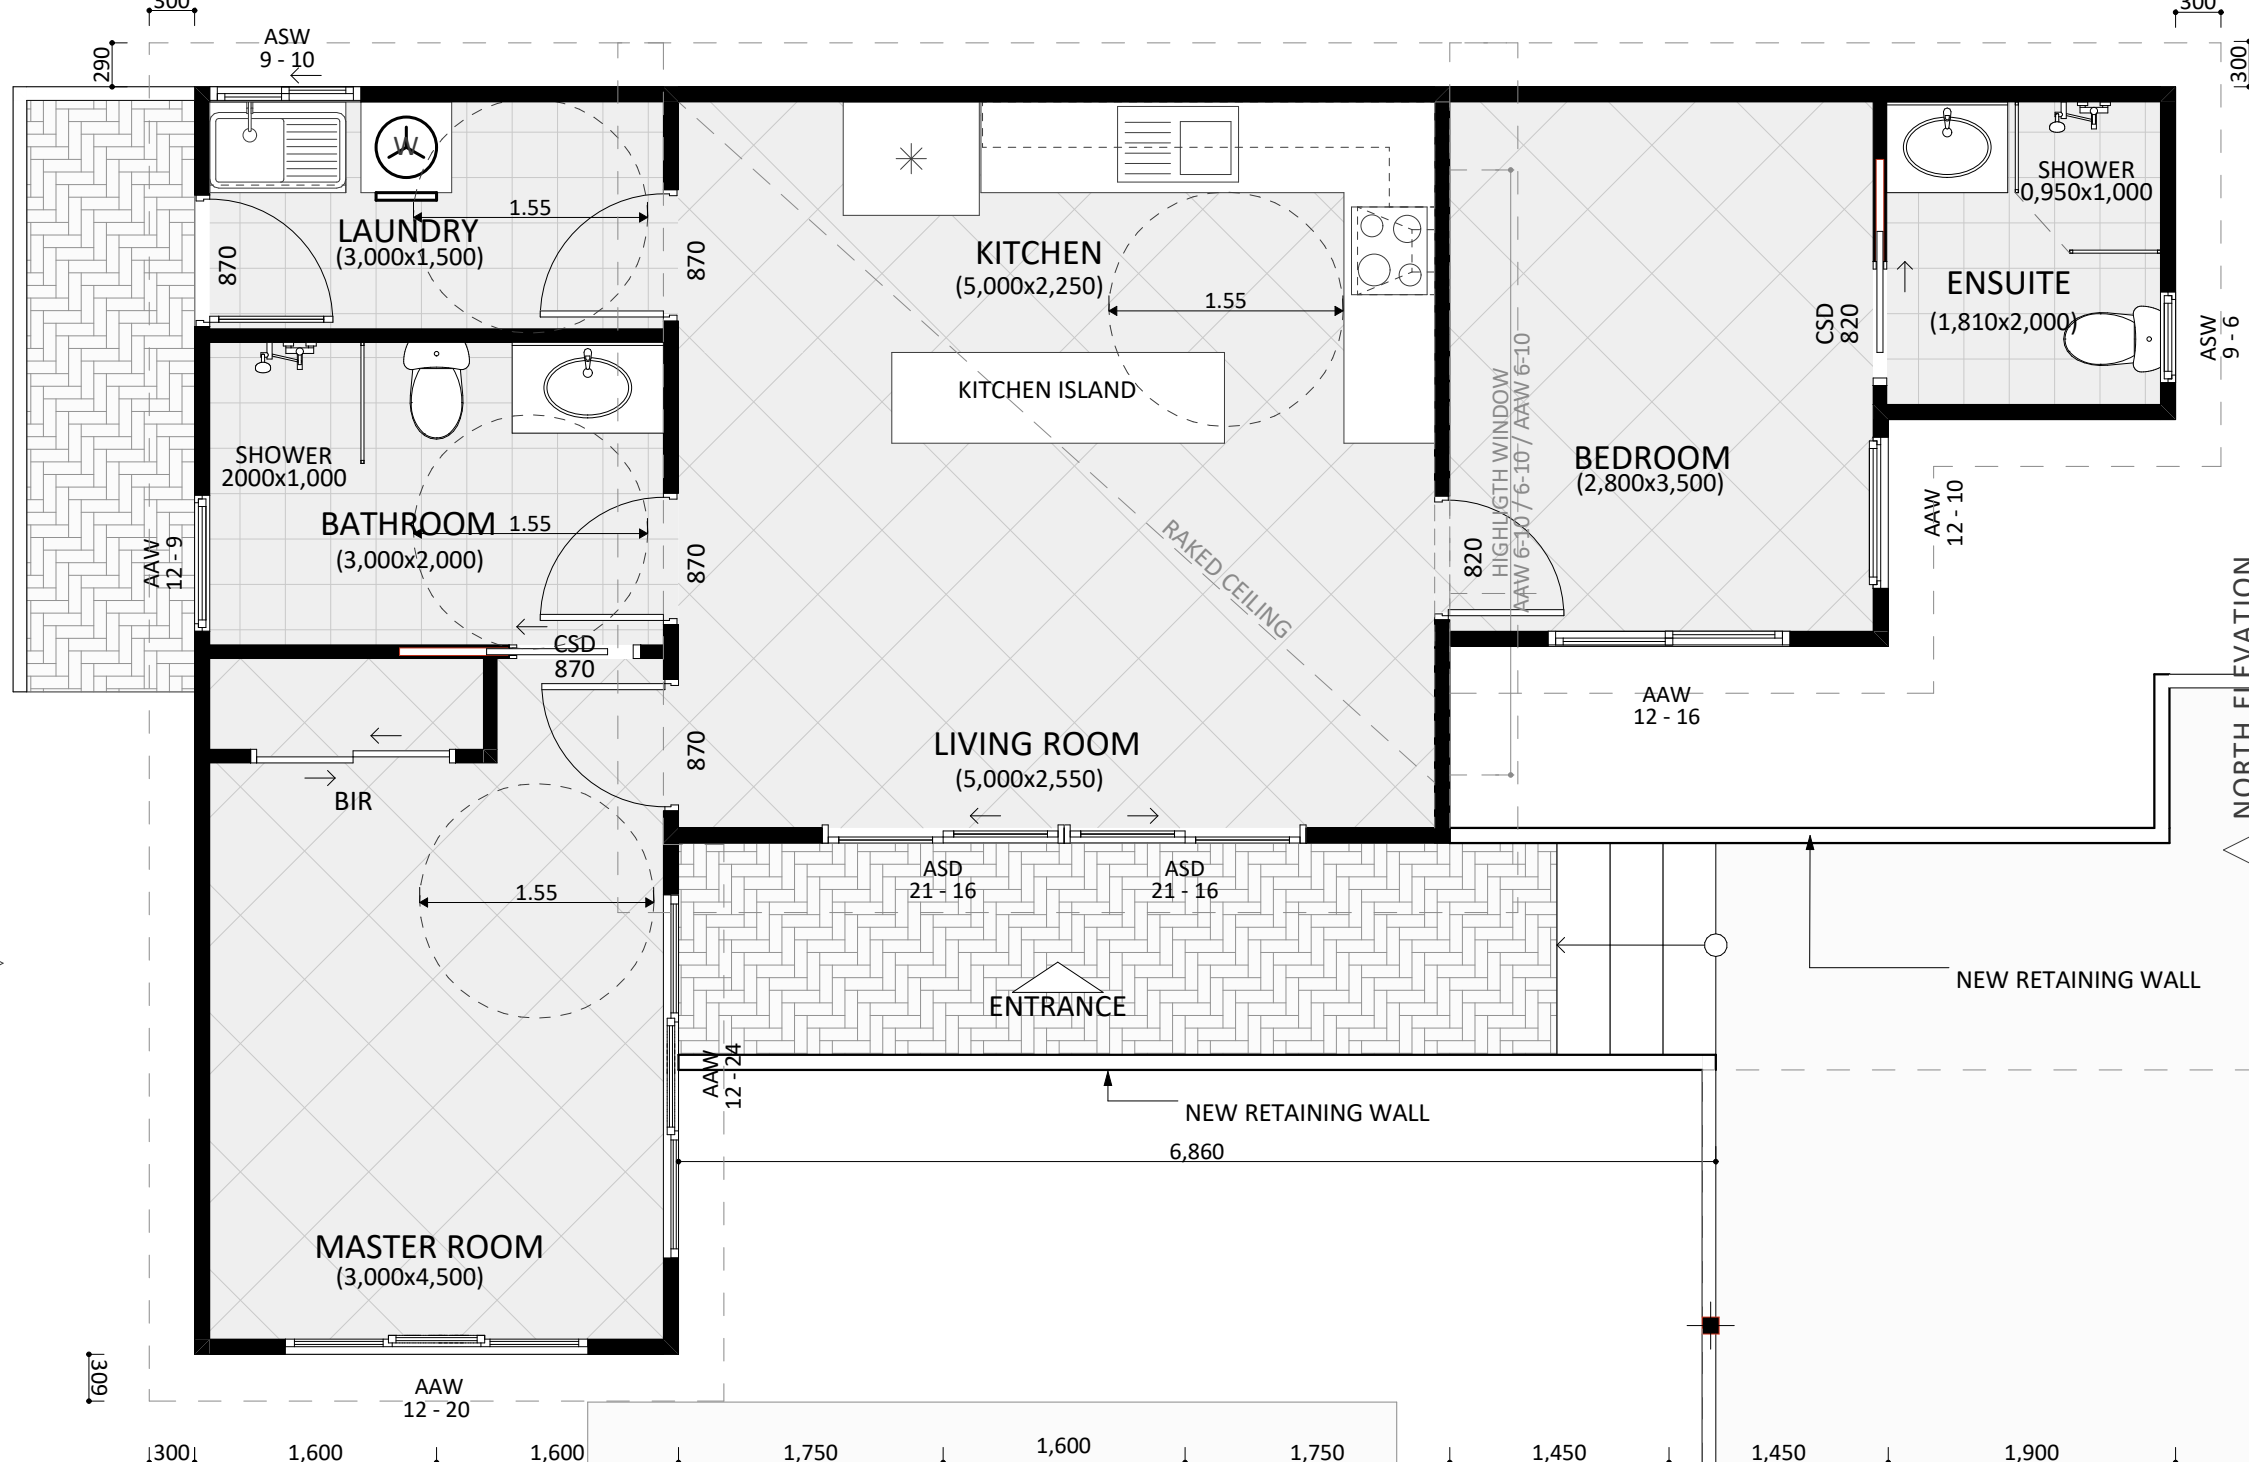 300
300
290
ASW
9 - 10
300
W
1.55
LAUNDRY
(3,000x1,500)
870
870
KITCHEN
(5,000x2,250)
1.55
KITCHEN ISLAND
SHOWER
0,950x1,000
ENSUITE
(1,810x2,000)
CSD
820
ASW
9 - 6
SHOWER
2000x1,000
BATHROOM
1.55
(3,000x2,000)
AAW
12 - 9
870
RAKED CEILING
820
HIGHLIGTH WINDOW
AAW 6-10 / 6-10 / AAW 6-10
BEDROOM
(2,800x3,500)
AAW
12 - 10
NORTH ELEVATION
CSD
870
870
BIR
LIVING ROOM
(5,000x2,550)
AAW
12 - 16
ASD
21 - 16
ASD
21 - 16
1.55
ENTRANCE
NEW RETAINING WALL
AAW
12 - 24
NEW RETAINING WALL
6,860
MASTER ROOM
(3,000x4,500)
309
AAW
12 - 20
300
1,600
1,600
1,750
1,600
1,750
1,450
1,450
1,900